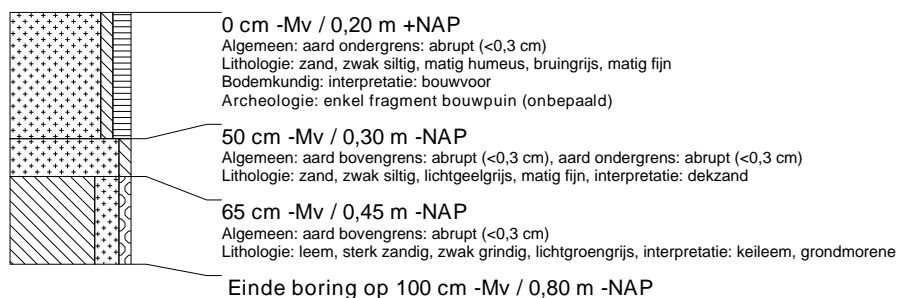 0 cm -Mv / 0,20 m +NAP
Algemeen: aard ondergrens: abrupt (<0,3 cm)
Lithologie: zand, zwak siltig, matig humeus, bruingrijs, matig fijn
Bodemkundig: interpretatie: bouwvoor
Archeologie: enkel fragment bouwpuin (onbepaald)
50 cm -Mv / 0,30 m -NAP
Algemeen: aard bovengrens: abrupt (<0,3 cm), aard ondergrens: abrupt (<0,3 cm)
Lithologie: zand, zwak siltig, lichtgeelgrijs, matig fijn, interpretatie: dekzand
65 cm -Mv / 0,45 m -NAP
Algemeen: aard bovengrens: abrupt (<0,3 cm)
Lithologie: leem, sterk zandig, zwak grindig, lichtgroengrijs, interpretatie: keileem, grondmorene
Einde boring op 100 cm -Mv / 0,80 m -NAP